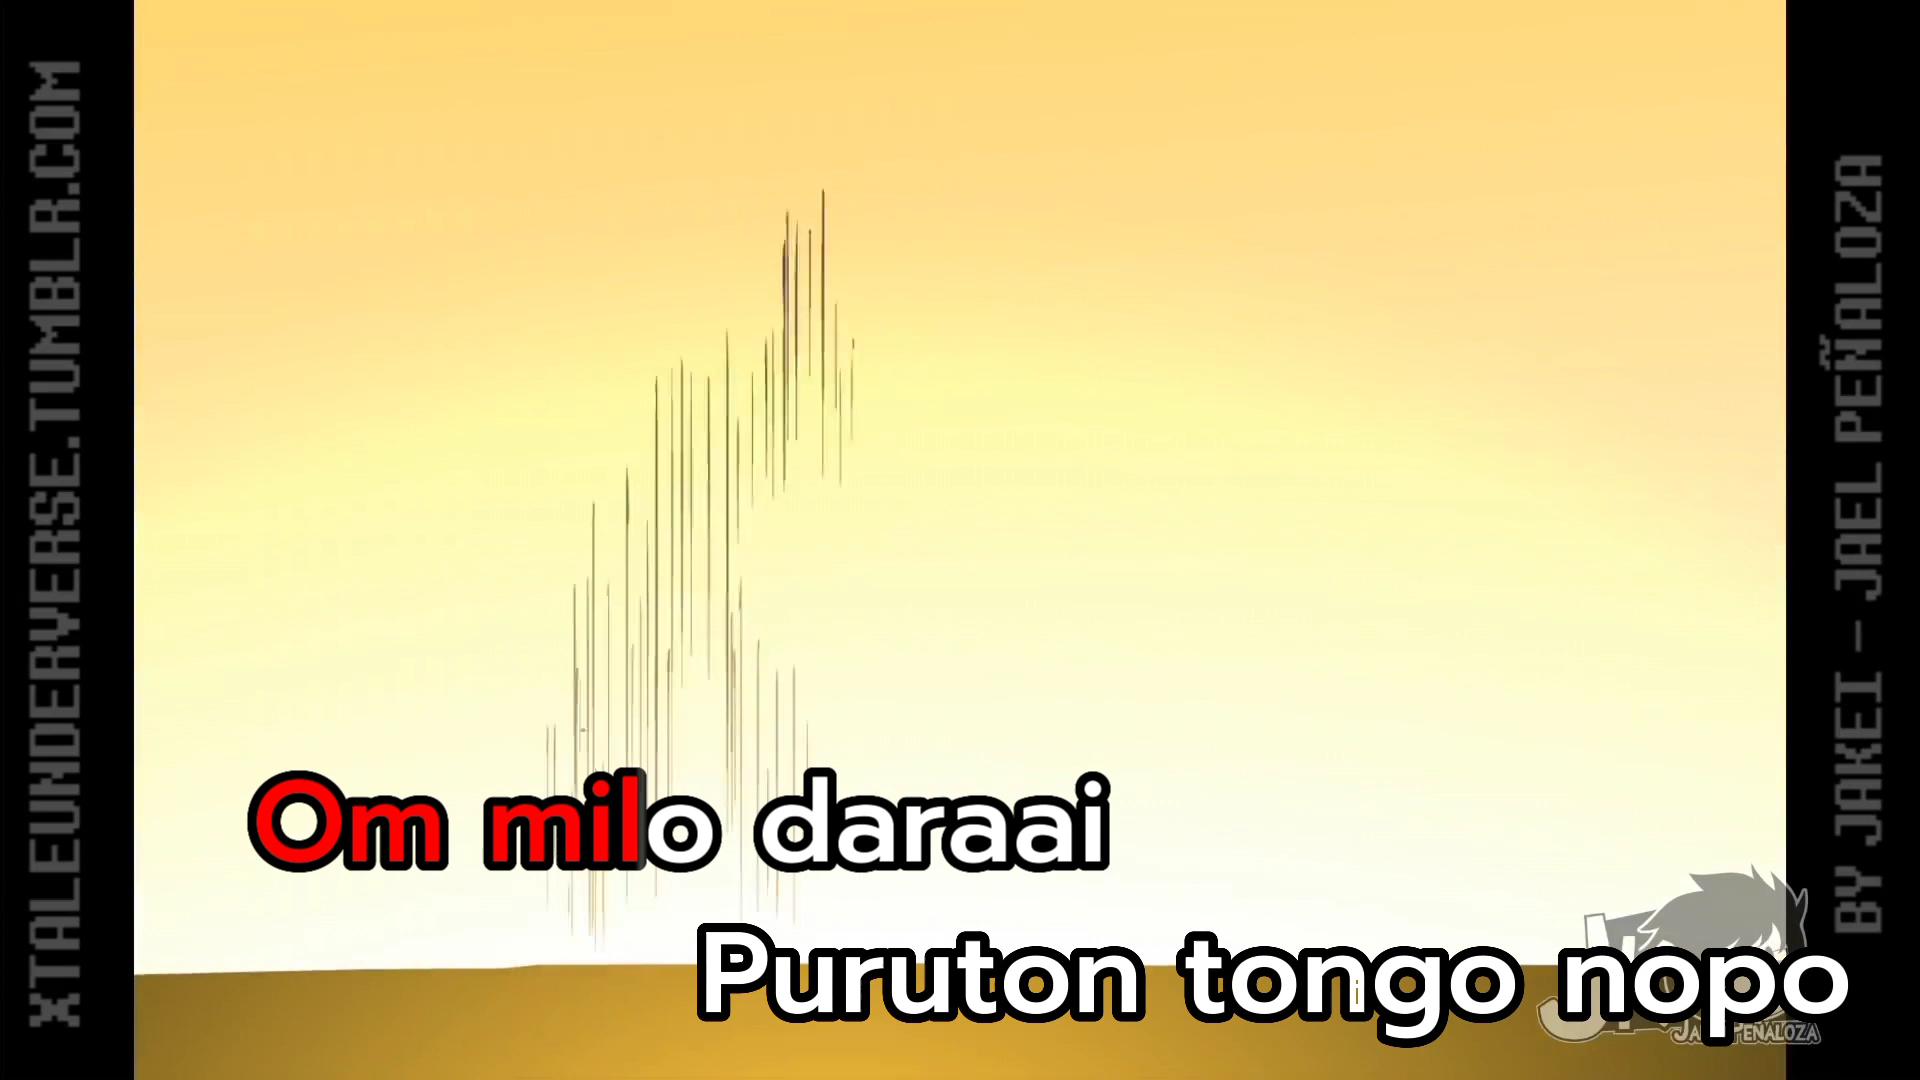 XTALEUNDERVERSE.TUMBLR.COM
Om milo daraai
Puruton tongo nopo
BY JAKEI - JAEL PEÑALOZA